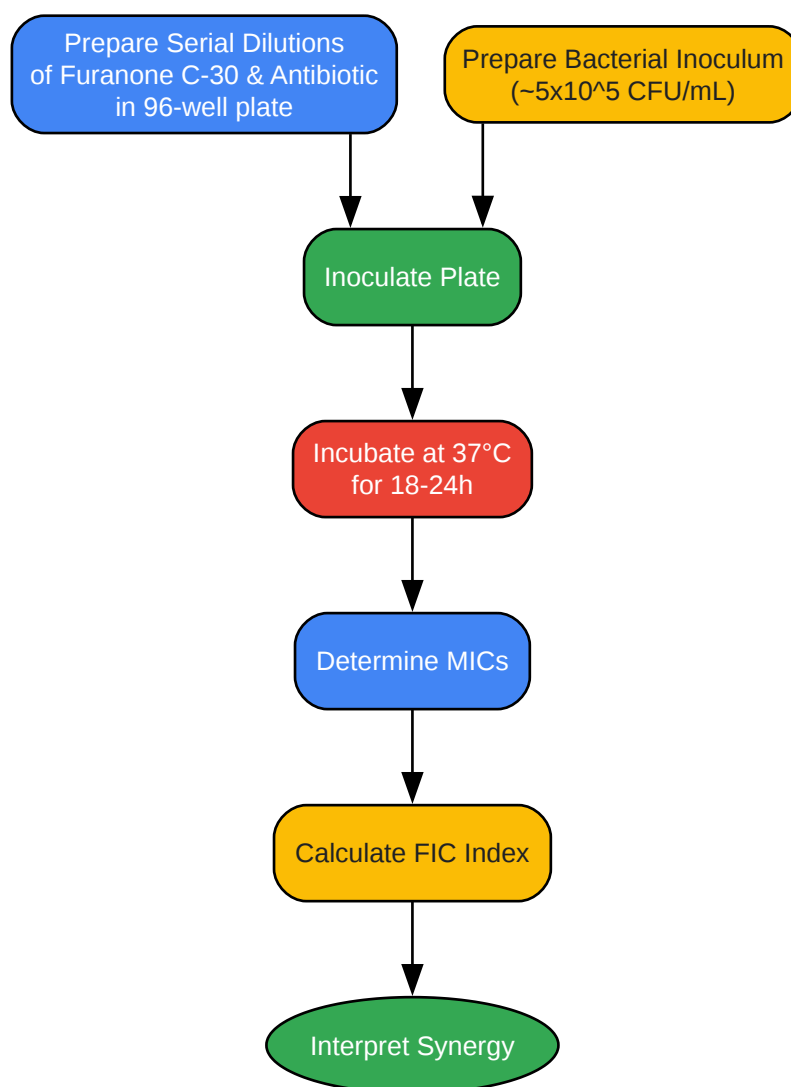 Prepare Serial Dilutions
of Furanone C-30 & Antibiotic
in 96-well plate
Prepare Bacterial Inoculum
(~5x10^5 CFU/mL)
Inoculate Plate
Incubate at 37°C
for 18-24h
Determine MICs
Calculate FIC Index
Interpret Synergy